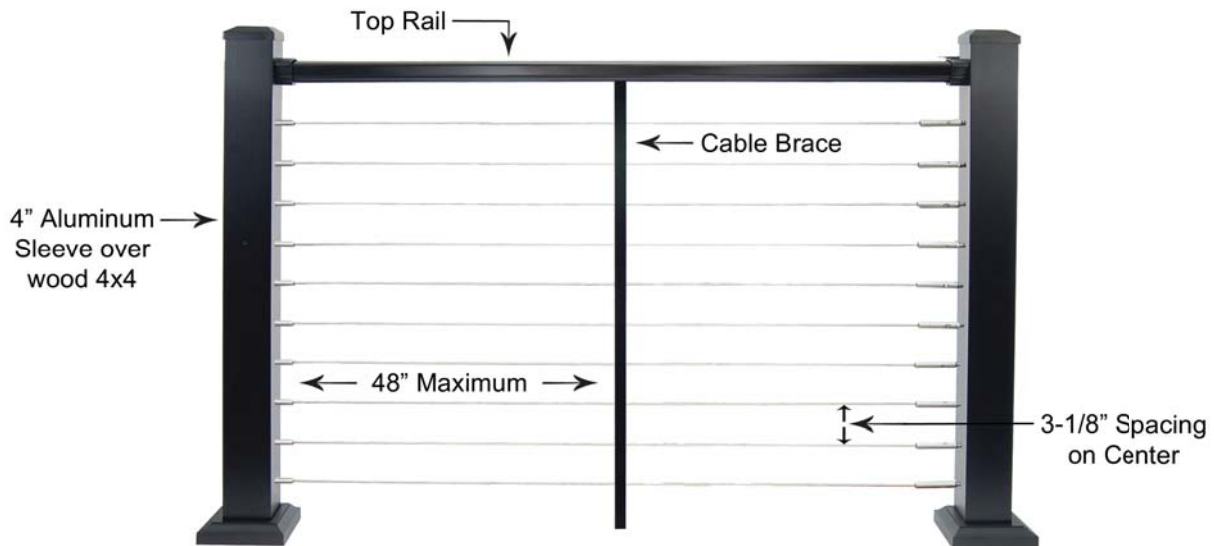 Top Rail
Cable Brace
4” Aluminum
Sleeve over
wood 4x4
48” Maximum
3-1/8” Spacing
on Center